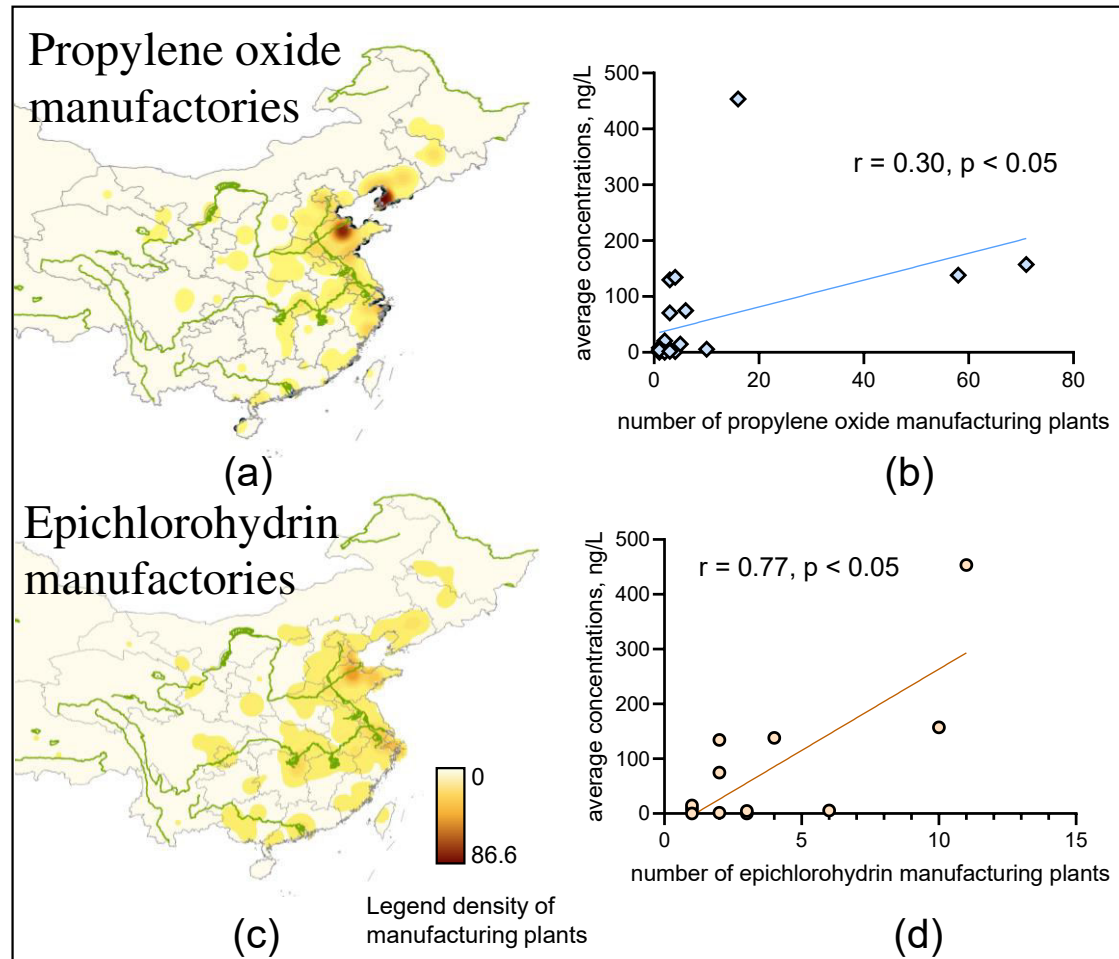 Propylene oxide
manufactories
(a)
500
400
300
200
100
0
average concentrations, ng/L
r = 0.30, p < 0.05
0
20
40
60
80
number of propylene oxide manufacturing plants
(b)
Epichlorohydrin
manufactories
0
86.6
Legend density of
manufacturing plants
(c)
500
400
300
200
100
0
average concentrations, ng/L
r = 0.77, p < 0.05
0
5
10
15
number of epichlorohydrin manufacturing plants
(d)